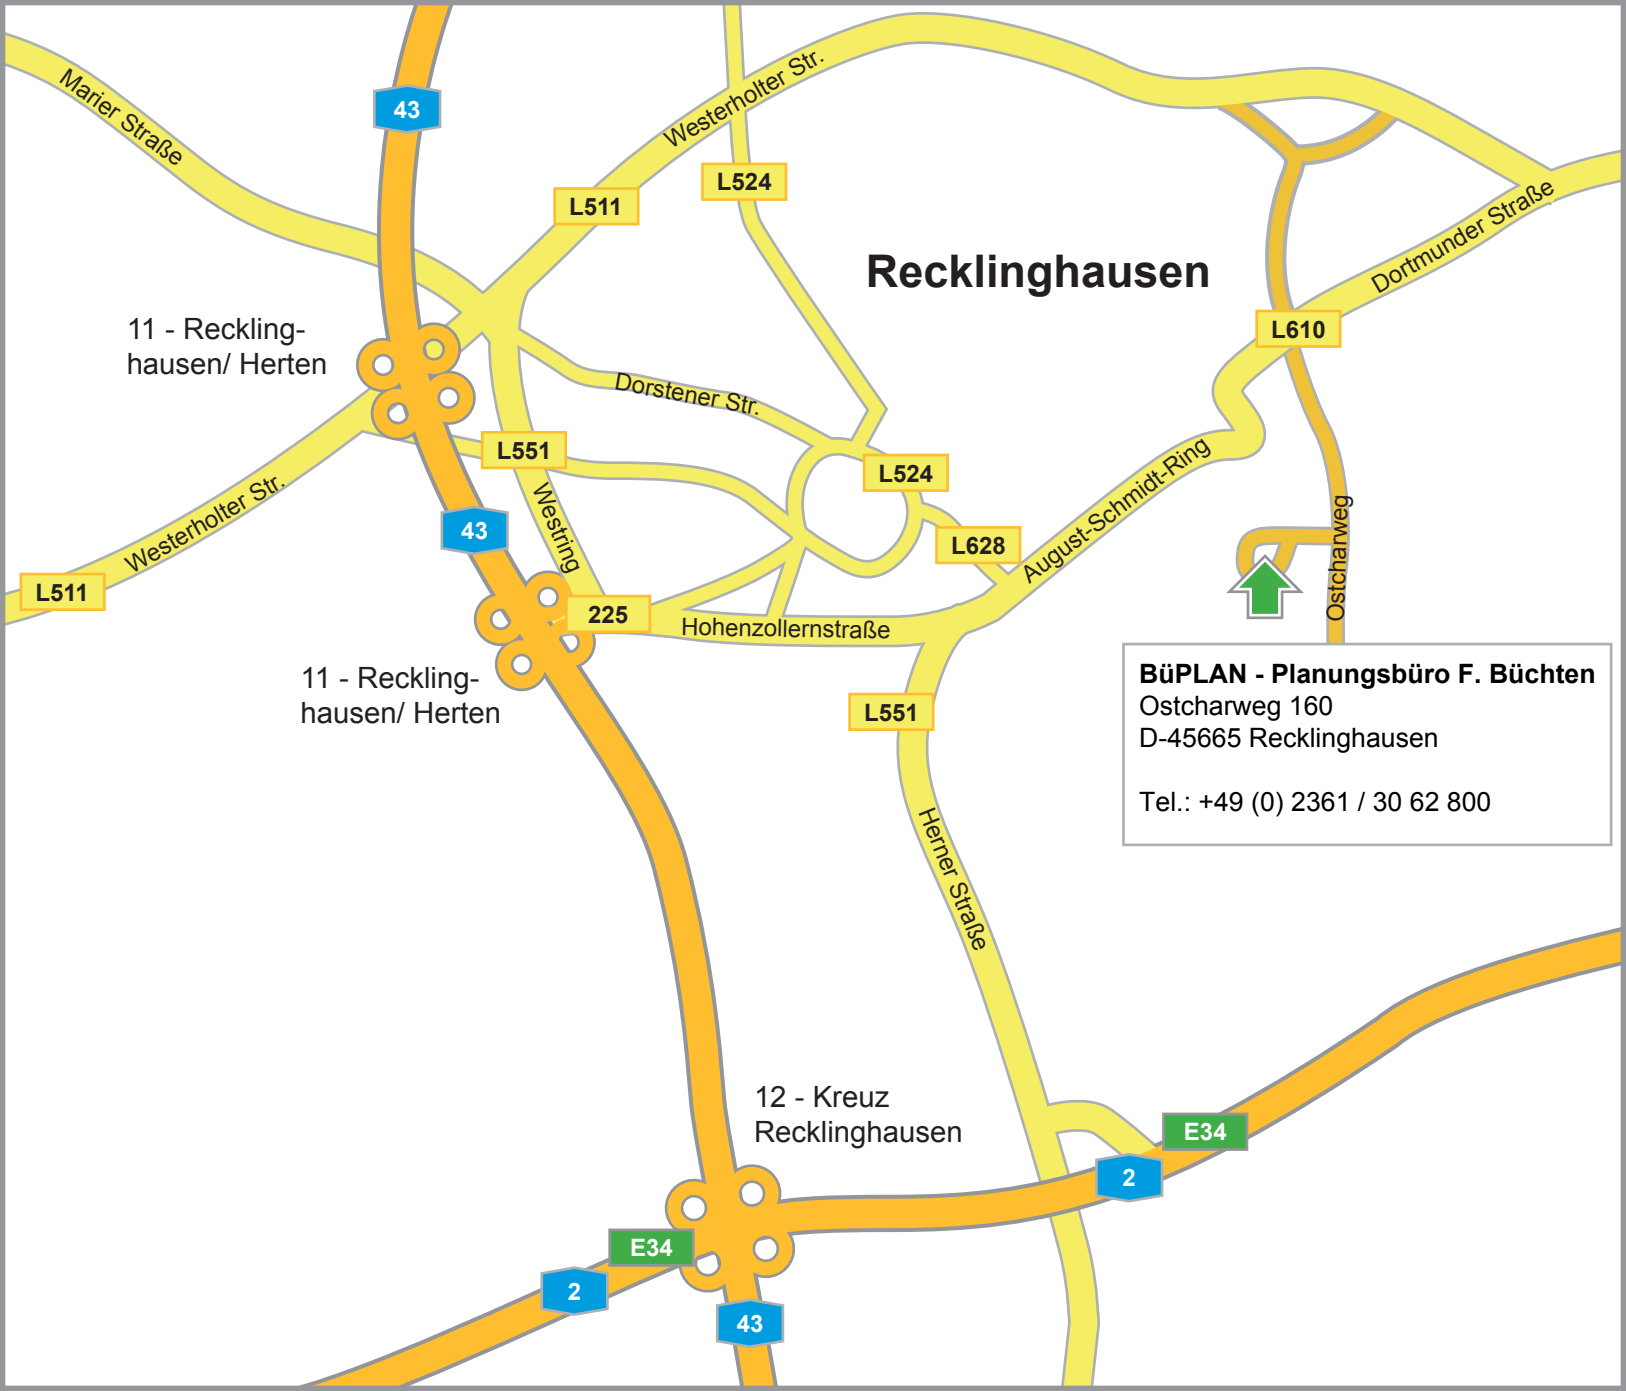 Marier Straße
43
Westerholter Str.
L524
L511
Recklinghausen
Dortmunder Straße
11 - Reckling-
hausen/ Herten
L610
Dorstener Str.
L551
L524
Westerholter Str.
43
Westring
L628
August-Schmidt-Ring
Ostcharweg
L511
225
Hohenzollernstraße
11 - Reckling-
hausen/ Herten
L551
BüPLAN - Planungsbüro F. Büchten
Ostcharweg 160
D-45665 Recklinghausen
Tel.: +49 (0) 2361 / 30 62 800
Herner Straße
12 - Kreuz
Recklinghausen
E34
2
E34
2
43